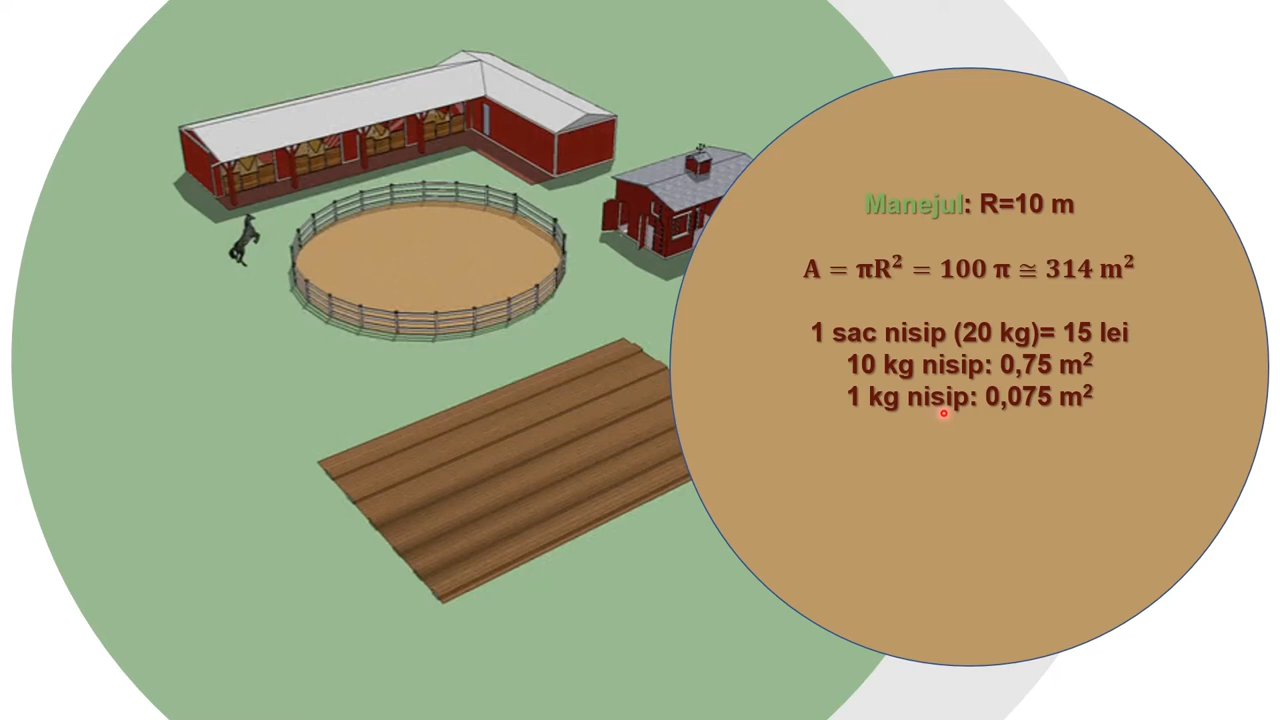 Manejul: R=10 m
A = πR² = 100 π ≅ 314 m²
1 sac nisip (20 kg)= 15 lei
10 kg nisip: 0,75 m²
1 kg nisip: 0,075 m²